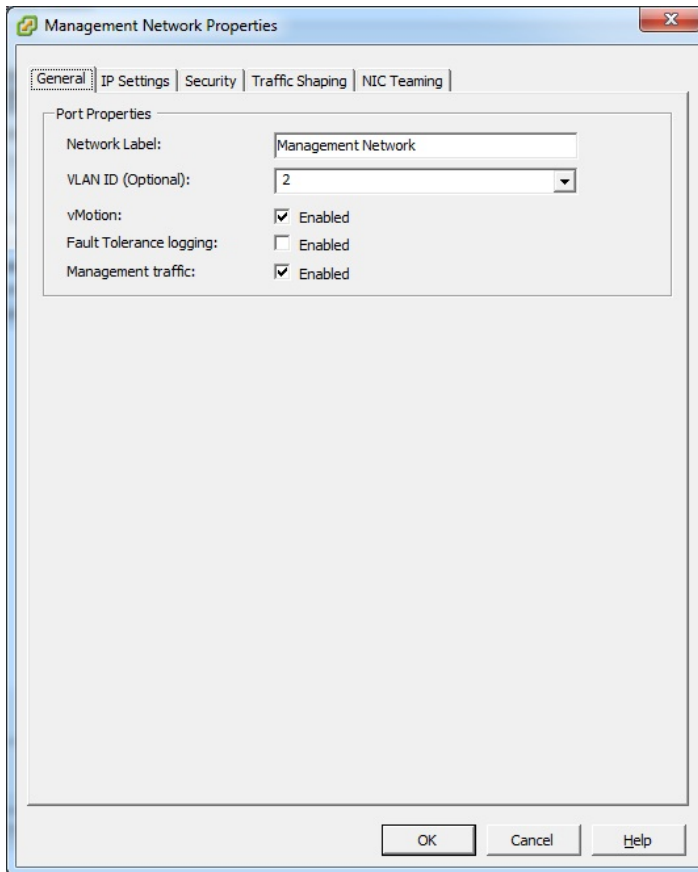 Management Network Properties
General IP Settings Security Traffic Shaping NIC Teaming
Port Properties
Network Label: Management Network
VLAN ID (Optional): 2
vMotion: Enabled
Fault Tolerance logging: Enabled
Management traffic: Enabled
OK Cancel Help